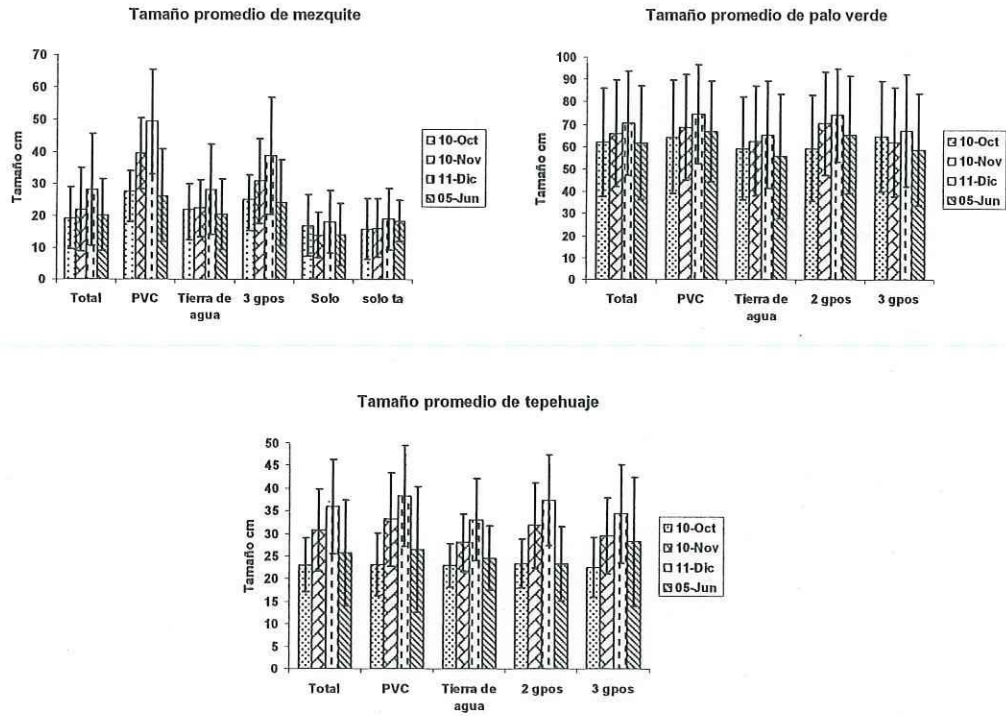 Tamaño promedio de mezquite
Tamaño cm
70
60
50
40
30
20
10
0
Total
PVC
Tierra de
agua
3 gpos
Solo
solo ta
10-Oct
10-Nov
11-Dic
05-Jun
Tamaño promedio de palo verde
Tamaño cm
100
90
80
70
60
50
40
30
20
10
0
Total
PVC
Tierra de
agua
2 gpos
3 gpos
10-Oct
10-Nov
11-Dic
05-Jun
Tamaño promedio de tepehuaje
Tamaño cm
50
45
40
35
30
25
20
15
10
5
0
Total
PVC
Tierra de
agua
2 gpos
3 gpos
10-Oct
10-Nov
11-Dic
05-Jun